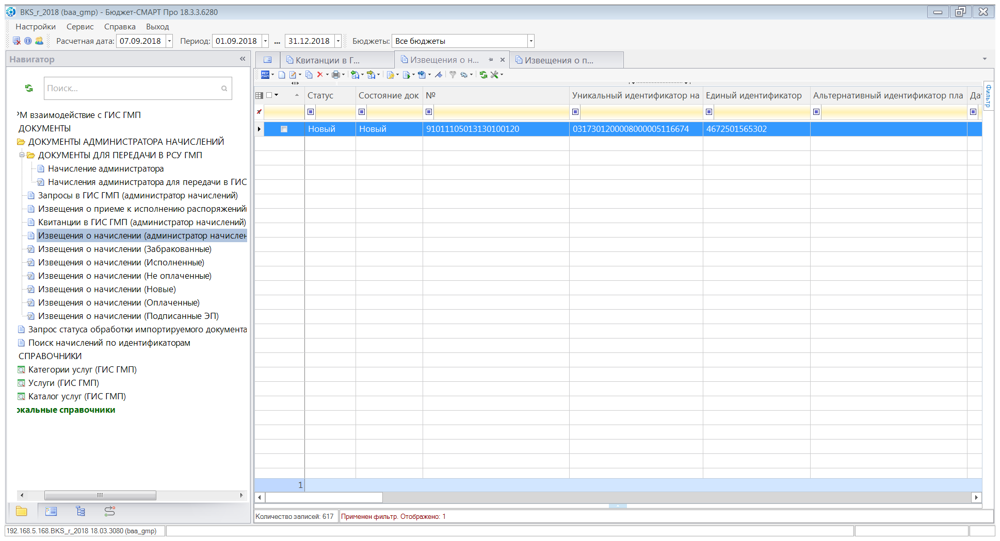 BKS_r_2018 (baa_gmp) - Бюджет-СМАРТ Про 18.3.3.6280
Настройки Сервис Справка Выход
Расчетная дата: 07.09.2018 Период: 01.09.2018 ... 31.12.2018 Бюджеты: Все бюджеты
Навигатор «
Поиск...
РМ взаимодействие с ГИС ГМП
ДОКУМЕНТЫ
ДОКУМЕНТЫ АДМИНИСТРАТОРА НАЧИСЛЕНИЙ
ДОКУМЕНТЫ ДЛЯ ПЕРЕДАЧИ В РСУ ГМП
Начисление администратора
Начисления администратора для передачи в ГИС
Запросы в ГИС ГМП (администратор начислений)
Извещения о приеме к исполнению распоряжений
Квитанции в ГИС ГМП (администратор начислений)
Извещения о начислении (администратор начислен
Извещения о начислении (Забракованные)
Извещения о начислении (Исполненные)
Извещения о начислении (Не оплаченные)
Извещения о начислении (Новые)
Извещения о начислении (Оплаченные)
Извещения о начислении (Подписанные ЭП)
Запрос статуса обработки импортируемого документа
Поиск начислений по идентификаторам
СПРАВОЧНИКИ
Категории услуг (ГИС ГМП)
Услуги (ГИС ГМП)
Каталог услуг (ГИС ГМП)
окальные справочники
Квитанции в Г... Извещения о н... Извещения о п...
РСУ ГМП
Статус Состояние док № Уникальный идентификатор на Единый идентификатор Альтернативный идентификатор пла Дат
Новый Новый 91011105013130100120 0317301200008000005116674 4672501565302
1
Фильтр
Количество записей: 617 Применен фильтр. Отображено: 1
192.168.5.168.BKS_r_2018 18.03.3080 (baa_gmp)